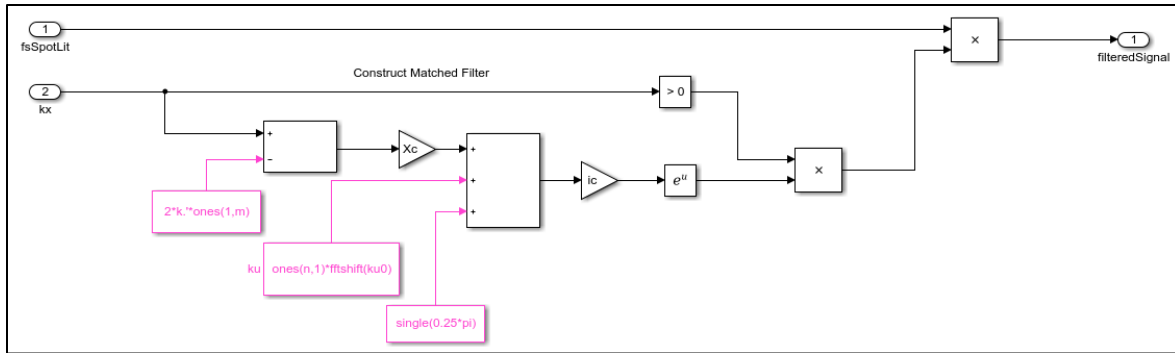 1
fsSpotLit
×
1
filteredSignal
Construct Matched Filter
2
kx
> 0
+
−
Xc
+
+
+
ic
eᵘ
×
2*k.'*ones(1,m)
ku
ones(n,1)*fftshift(ku0)
single(0.25*pi)